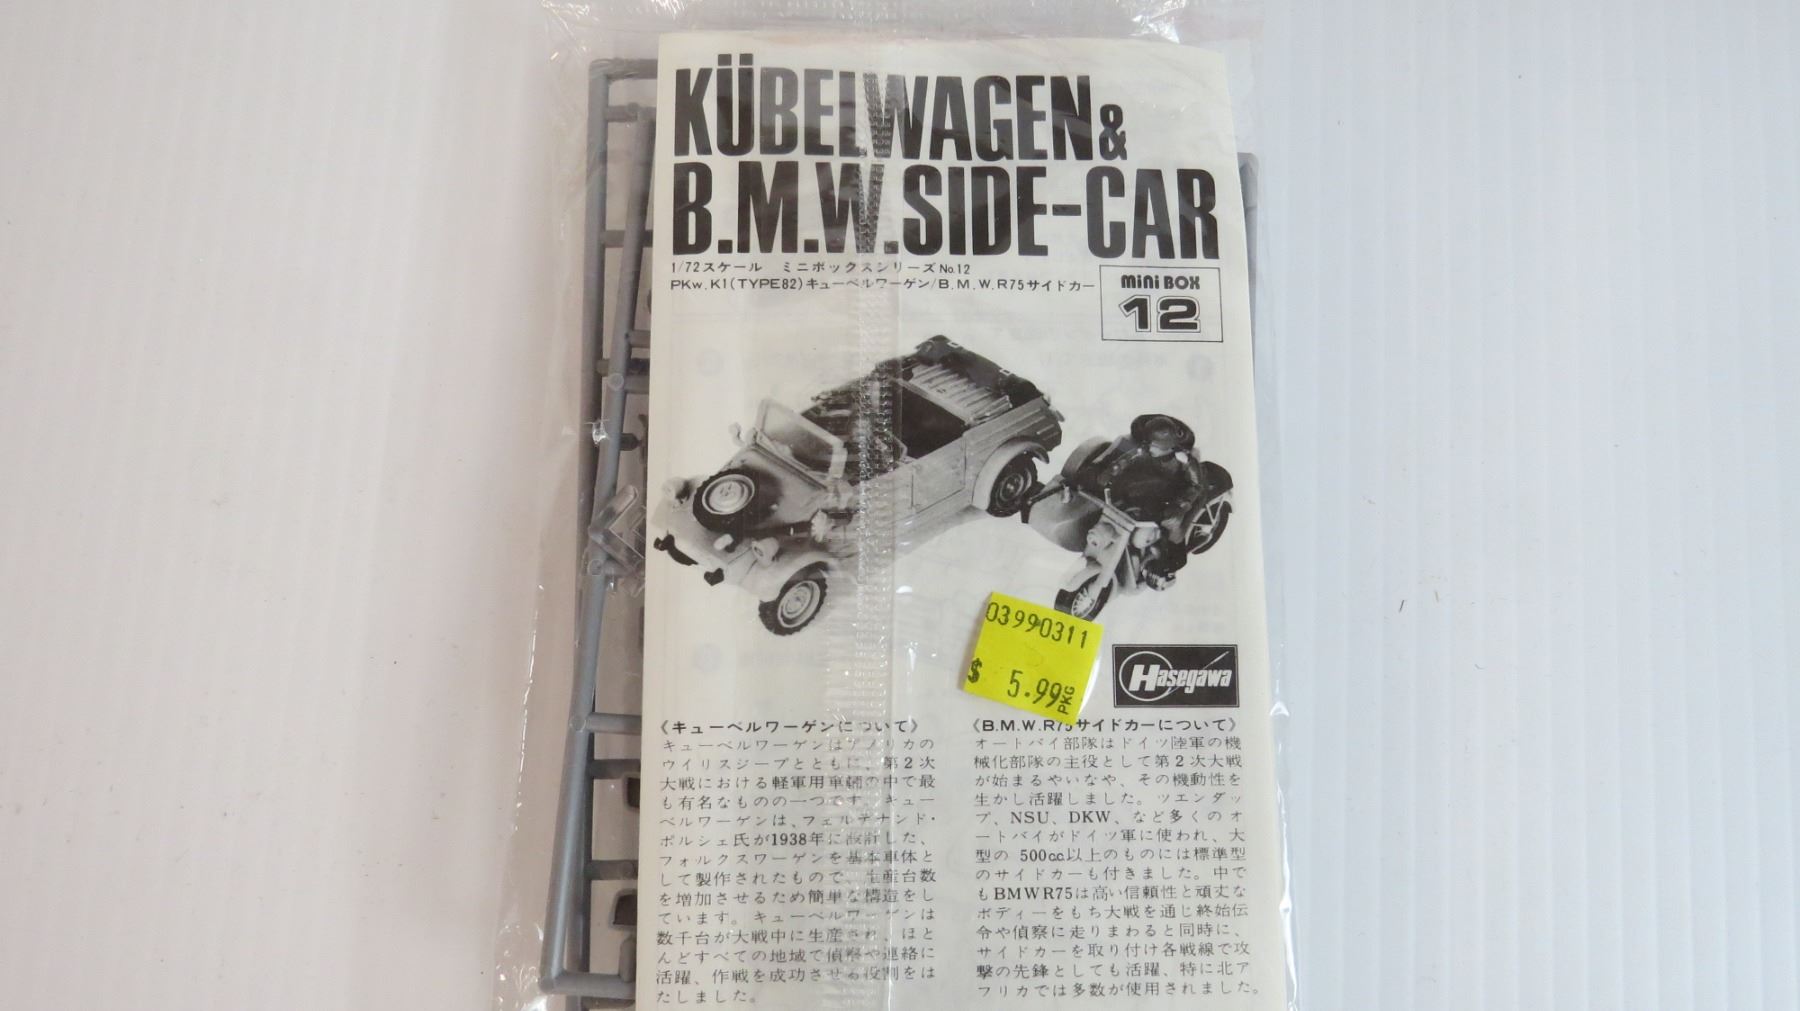 KÜBELWAGEN&
B.M.W.SIDE-CAR
1/72スケール ミニボックスシリーズNo.12
PKw.K1(TYPE82)キューベルワーゲン/B.M.W.R75サイドカー
mini BOX
12
03990311
$ 5.99 PKG
Hasegawa
《キューベルワーゲンについて》
キューベルワーゲンはアメリカの
ウイリスジープとともに、第2次
大戦における軽軍用車輛の中で最
も有名なものの一つです。キュー
ベルワーゲンは、フェルデナンド・
ポルシェ氏が1938年に設計した、
フォルクスワーゲンを基本車体と
して製作されたもので、生産台数
を増加させるため簡単な構造をし
ています。キューベルワーゲンは
数千台が大戦中に生産され、ほと
んどすべての地域で偵察や連絡に
活躍、作戦を成功させる役割をは
たしました。
《B.M.W.R75サイドカーについて》
オートバイ部隊はドイツ陸軍の機
械化部隊の主役として第2次大戦
が始まるやいなや、その機動性を
生かし活躍しました。ツエンダッ
プ、NSU、DKW、など多くのオ
ートバイがドイツ軍に使われ、大
型の 500cc以上のものには標準型
のサイドカーも付きました。中で
もBMWR75は高い信頼性と頑丈な
ボディーをもち大戦を通じ終始伝
令や偵察に走りまわると同時に、
サイドカーを取り付け各戦線で攻
撃の先鋒としても活躍、特に北ア
フリカでは多数が使用されました。